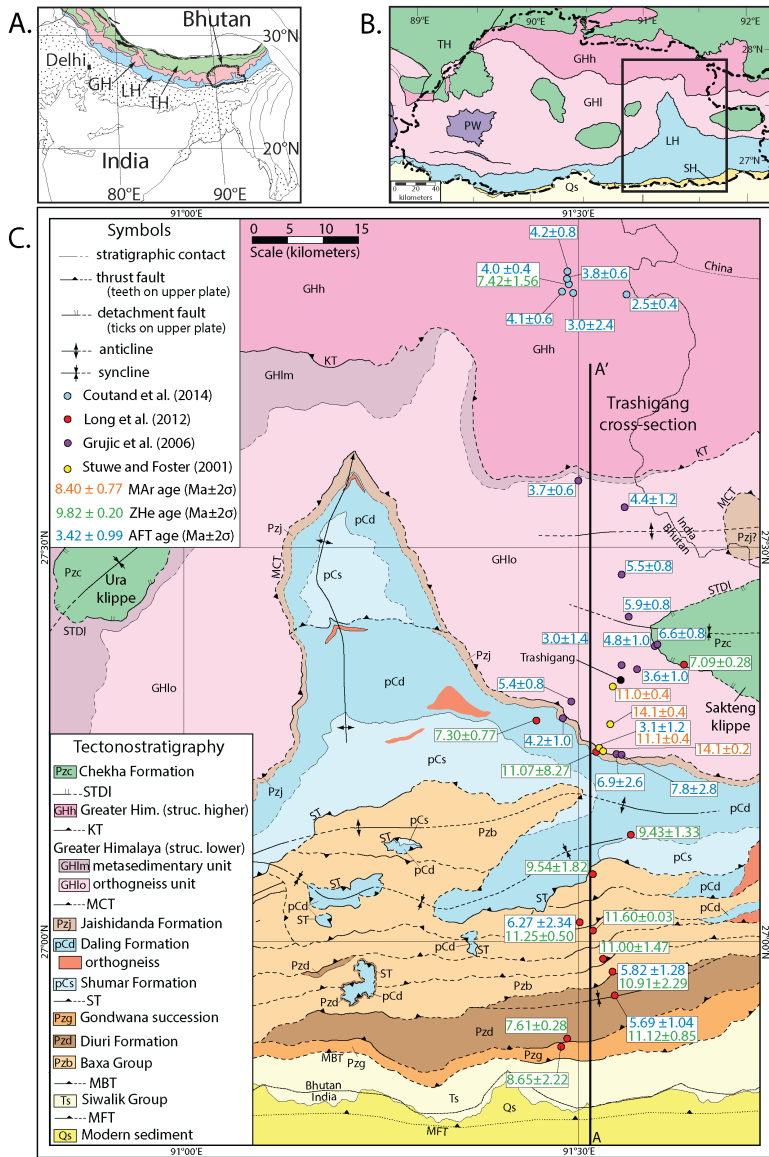 A.
Bhutan
30°N
Delhi
GH
LH
TH
20°N
India
80°E
90°E
B.
89°E
90°E
91°E
92°E
TH
GHh
28°N
GHl
PW
LH
27°N
SH
Qs
0 20 40
kilometers
C.
91°00'E
91°30'E
Symbols
stratigraphic contact
thrust fault
(teeth on upper plate)
detachment fault
(ticks on upper plate)
anticline
syncline
Coutand et al. (2014)
Long et al. (2012)
Grujic et al. (2006)
Stuwe and Foster (2001)
8.40 ± 0.77 MAr age (Ma±2σ)
9.82 ± 0.20 ZHe age (Ma±2σ)
3.42 ± 0.99 AFT age (Ma±2σ)
0 5 10 15
Scale (kilometers)
4.2±0.8
4.0 ±0.4
7.42±1.56
3.8±0.6
China
2.5±0.4
4.1±0.6
3.0±2.4
GHh
GHh
KT
GHlm
A'
Trashigang
cross-section
KT
3.7±0.6
4.4±1.2
MCT
India
Bhutan
Pzj?
27°30'N
27°30'N
Pzj
pCd
MCT
pCs
GHlo
Pzc
Ura
klippe
STDI
5.5±0.8
STDI
5.9±0.8
6.6±0.8
3.0±1.4
4.8±1.0
Pzc
7.09±0.28
Trashigang
3.6±1.0
Pzj
GHlo
pCd
5.4±0.8
11.0±0.4
Sakteng
klippe
14.1±0.4
7.30±0.77
4.2±1.0
3.1±1.2
11.1±0.4
14.1±0.2
pCs
11.07±8.27
6.9±2.6
7.8±2.8
Pzj
ST
pCs
pCd
Pzb
9.43±1.33
ST
pCd
9.54±1.82
pCs
ST
ST
pCd
pCd
pCd
ST
6.27 ±2.34
11.25±0.50
11.60±0.03
27°00'N
pCd
ST
11.00±1.47
Pzd
ST
5.82 ±1.28
10.91±2.29
Pzb
pCd
Pzd
7.61±0.28
Pzd
5.69 ±1.04
11.12±0.85
MBT
Pzg
Pzg
8.65±2.22
Bhutan
India
Ts
Qs
MFT
A
Tectonostratigraphy
Pzc Chekha Formation
STDI
GHh Greater Him. (struc. higher)
KT
Greater Himalaya (struc. lower)
GHlm metasedimentary unit
GHlo orthogneiss unit
MCT
Pzj Jaishidanda Formation
pCd Daling Formation
orthogneiss
pCs Shumar Formation
ST
Pzg Gondwana succession
Pzd Diuri Formation
Pzb Baxa Group
MBT
Ts Siwalik Group
MFT
Qs Modern sediment
91°00'E
91°30'E